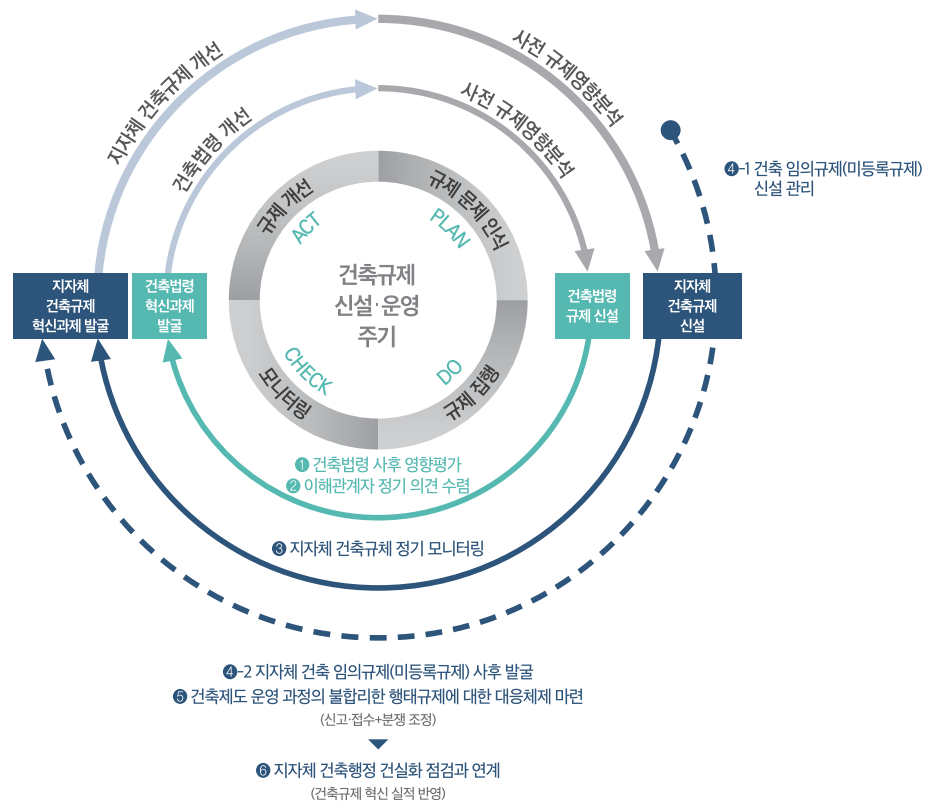 지자체 건축규제 개선
사전 규제영향분석
건축법령 개선
사전 규제영향분석
❹-1 건축 임의규제(미등록규제)
신설 관리
규제 개선
ACT
규제 문제 인식
PLAN
건축규제
신설·운영
주기
지자체
건축규제
혁신과제 발굴
건축법령
혁신과제
발굴
건축법령
규제 신설
지자체
건축규제
신설
CHECK
모니터링
DO
규제 집행
❶ 건축법령 사후 영향평가
❷ 이해관계자 정기 의견 수렴
❸ 지자체 건축규체 정기 모니터링
❹-2 지자체 건축 임의규제(미등록규제) 사후 발굴
❺ 건축제도 운영 과정의 불합리한 행태규제에 대한 대응체제 마련
(신고·접수+분쟁 조정)
❻ 지자체 건축행정 건실화 점검과 연계
(건축규제 혁신 실적 반영)